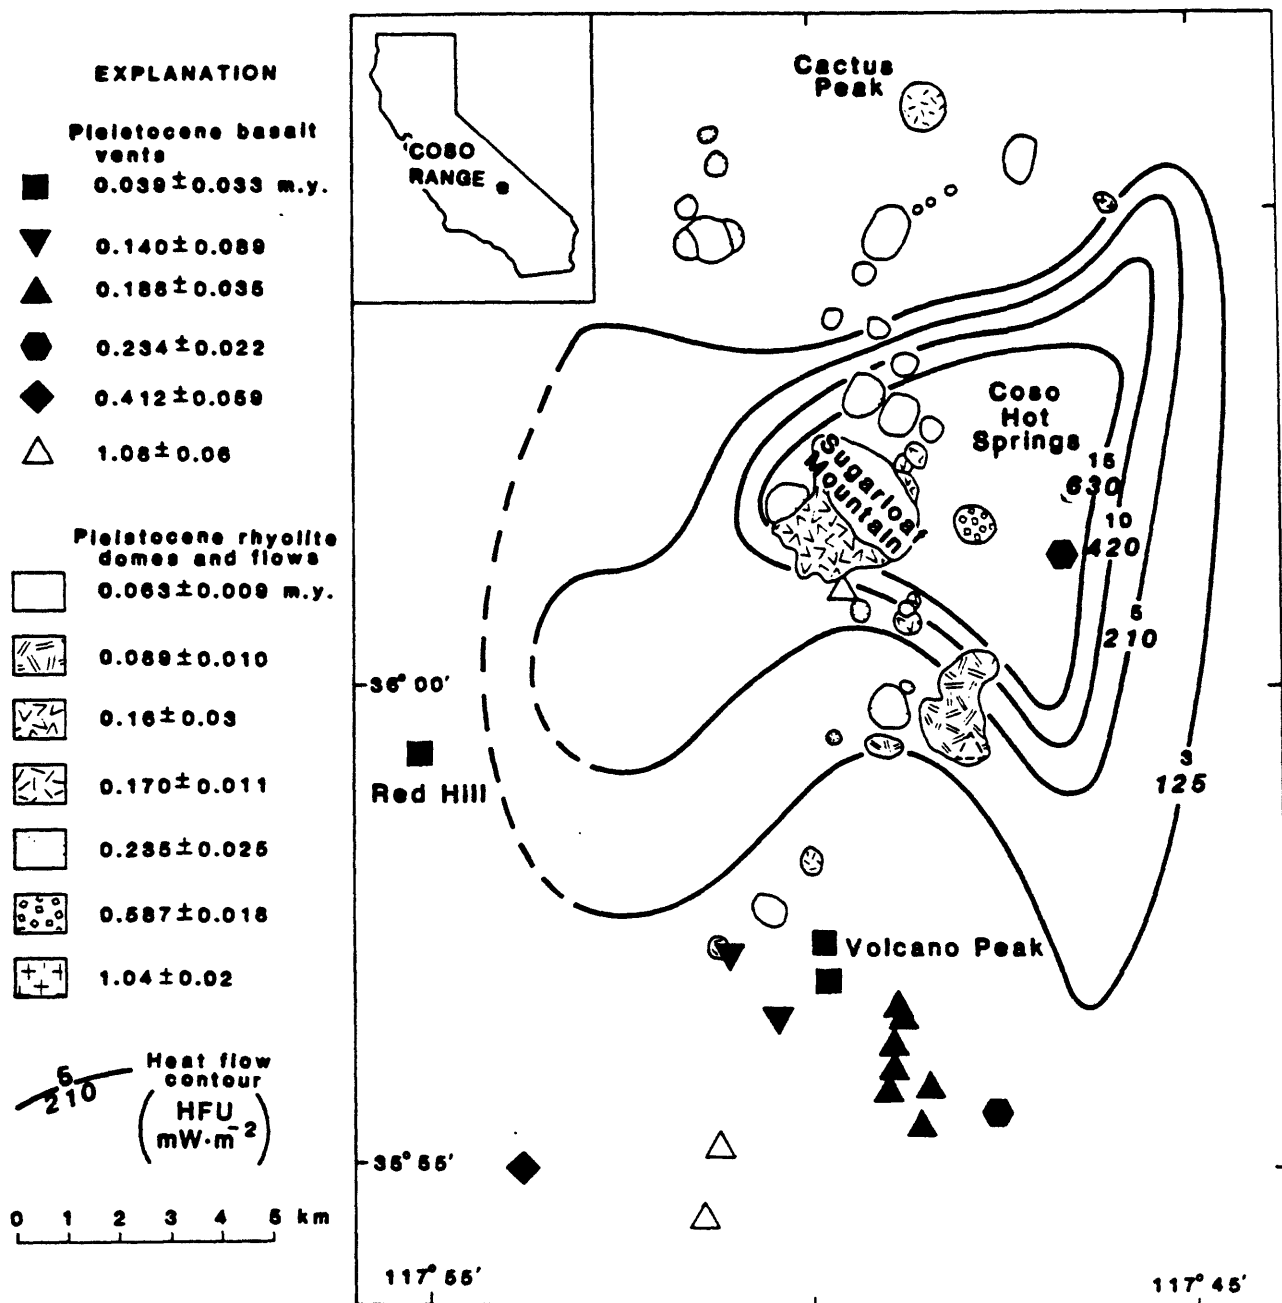 EXPLANATION
Pleistocene basalt
vents
0.039±0.033 m.y.
0.140±0.089
0.188±0.035
0.234±0.022
0.412±0.059
1.08±0.06
Pleistocene rhyolite
domes and flows
0.063±0.009 m.y.
0.089±0.010
0.16±0.03
0.170±0.011
0.235±0.025
0.587±0.018
1.04±0.02
5
210
Heat flow
contour
HFU
mW·m⁻²
0 1 2 3 4 5 km
COSO
RANGE
Cactus
Peak
Coso
Hot
Springs
15
630
10
420
5
210
3
125
Sugarloaf
Mountain
36°00'
Red Hill
Volcano Peak
35°55'
117°55'
117°45'